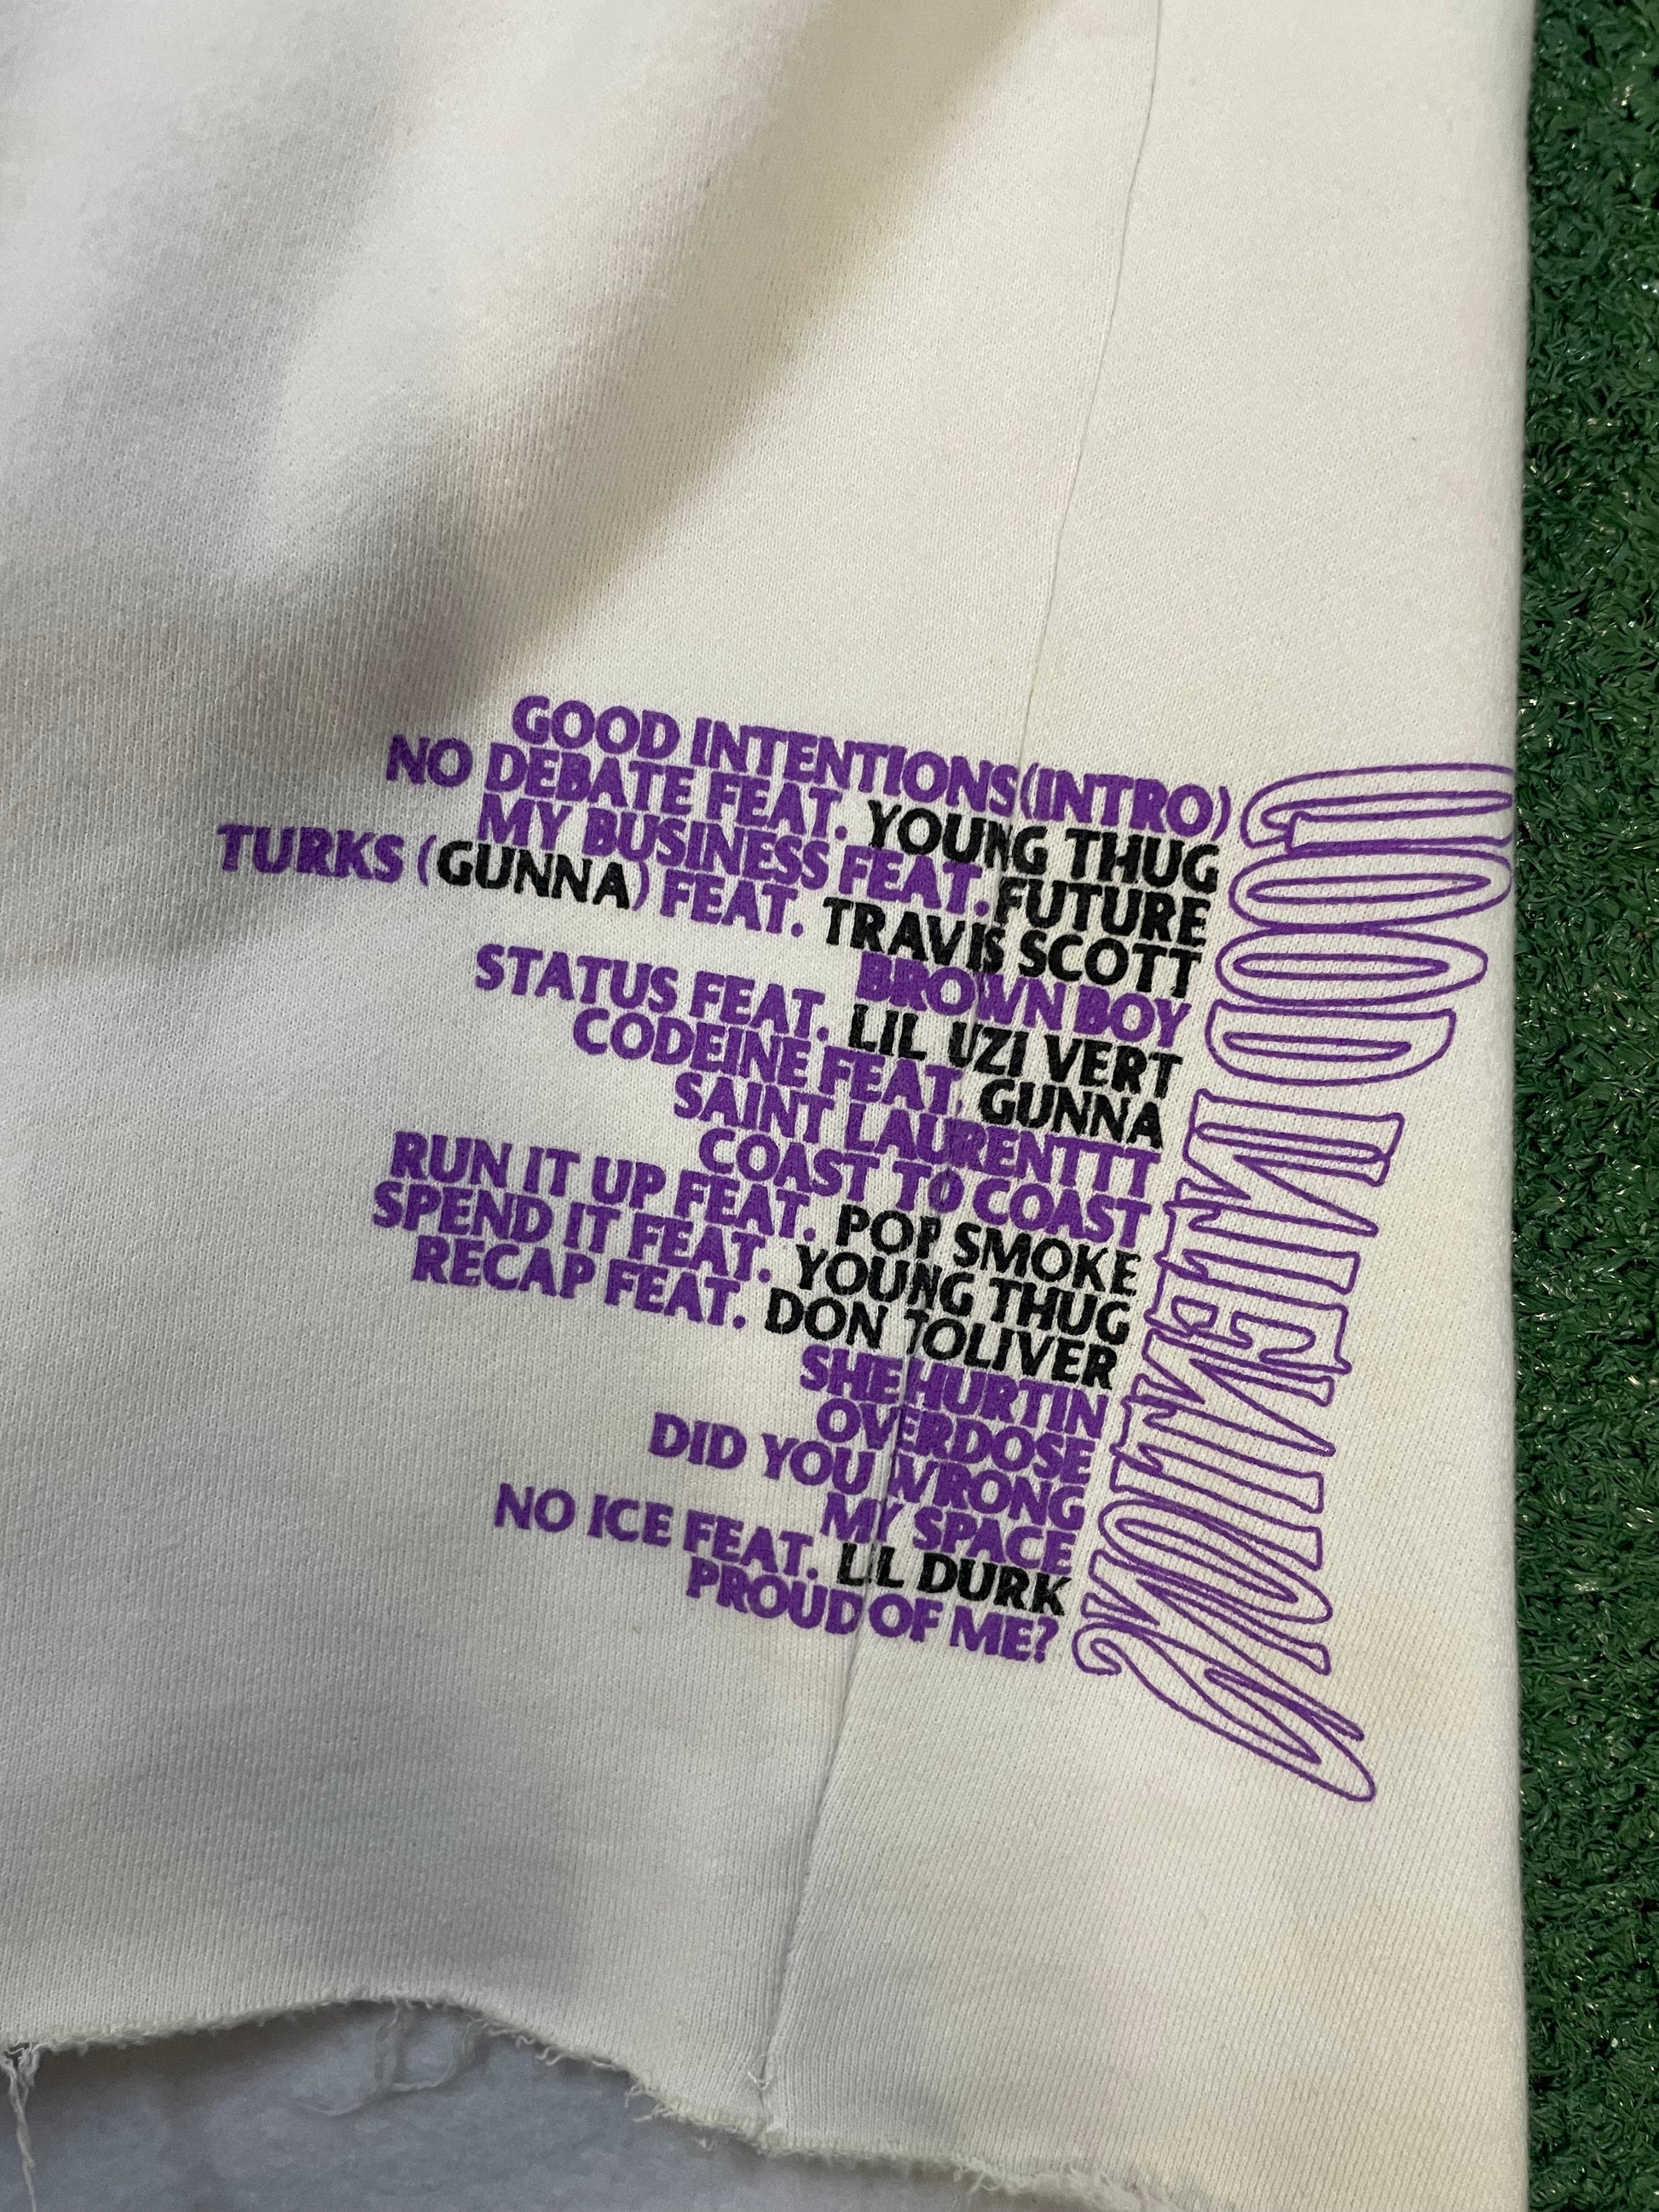 GOOD INTENTIONS (INTRO)
NO DEBATE FEAT. YOUNG THUG
MY BUSINESS FEAT. FUTURE
TURKS (GUNNA) FEAT. TRAVIS SCOTT
BROWN BOY
STATUS FEAT. LIL UZI VERT
CODEINE FEAT. GUNNA
SAINT LAURENTTT
COAST TO COAST
RUN IT UP FEAT. POP SMOKE
SPEND IT FEAT. YOUNG THUG
RECAP FEAT. DON TOLIVER
SHE HURTIN
OVERDOSE
DID YOU WRONG
MY SPACE
NO ICE FEAT. LIL DURK
PROUD OF ME?
GOOD INTENTIONS